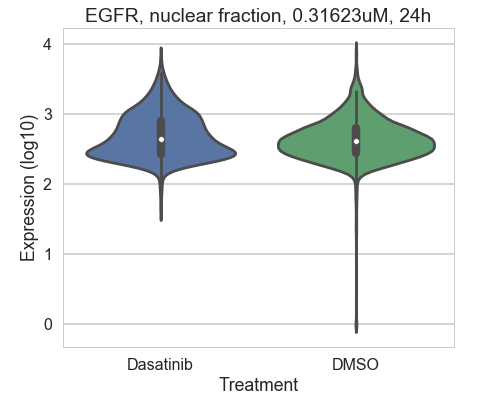 EGFR, nuclear fraction, 0.31623uM, 24h
Expression (log10)
4
3
2
1
0
Dasatinib
DMSO
Treatment